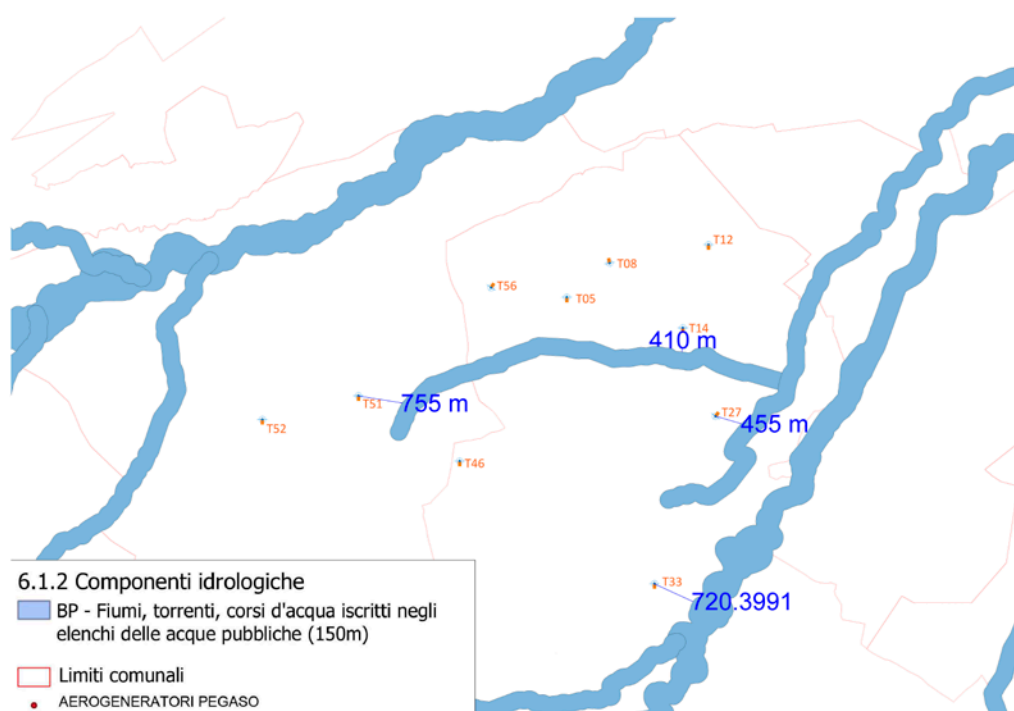 T12
T08
T56
T05
T14
410 m
T51
755 m
T27
455 m
T52
T46
T33
720.3991
6.1.2 Componenti idrologiche
BP - Fiumi, torrenti, corsi d'acqua iscritti negli
elenchi delle acque pubbliche (150m)
Limiti comunali
AEROGENERATORI PEGASO